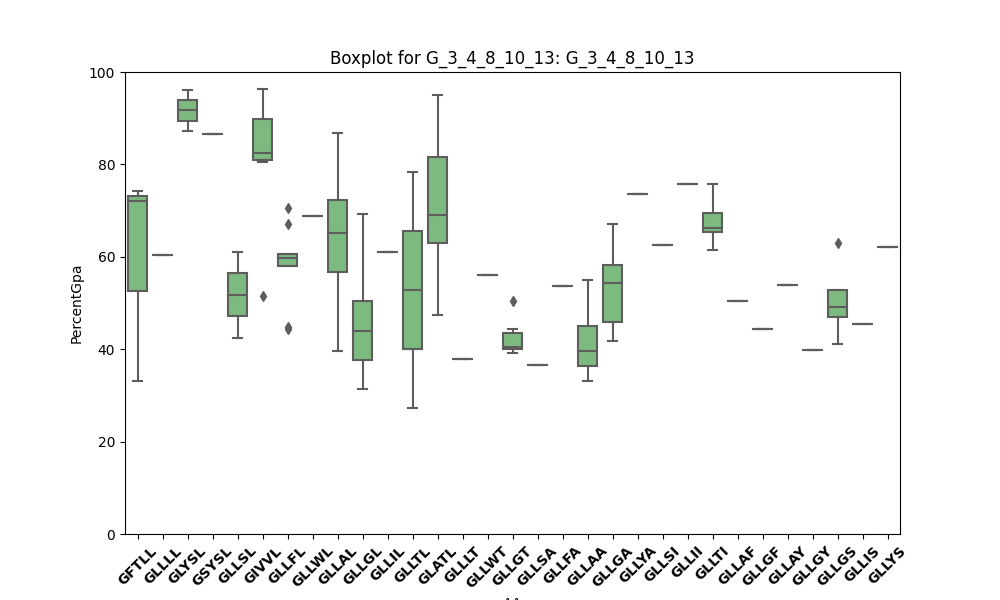 Boxplot for G_3_4_8_10_13: G_3_4_8_10_13
100
80
60
40
20
0
PercentGpa
GFTLL
GLLLL
GLYSL
GSYSL
GLLSL
GIVVL
GLLFL
GLLWL
GLLAL
GLLGL
GLLIL
GLLTL
GLATL
GLLLT
GLLWT
GLLGT
GLLSA
GLLFA
GLLAA
GLLGA
GLLYA
GLLSI
GLLII
GLLTI
GLLAF
GLLGF
GLLAY
GLLGY
GLLGS
GLLIS
GLLYS